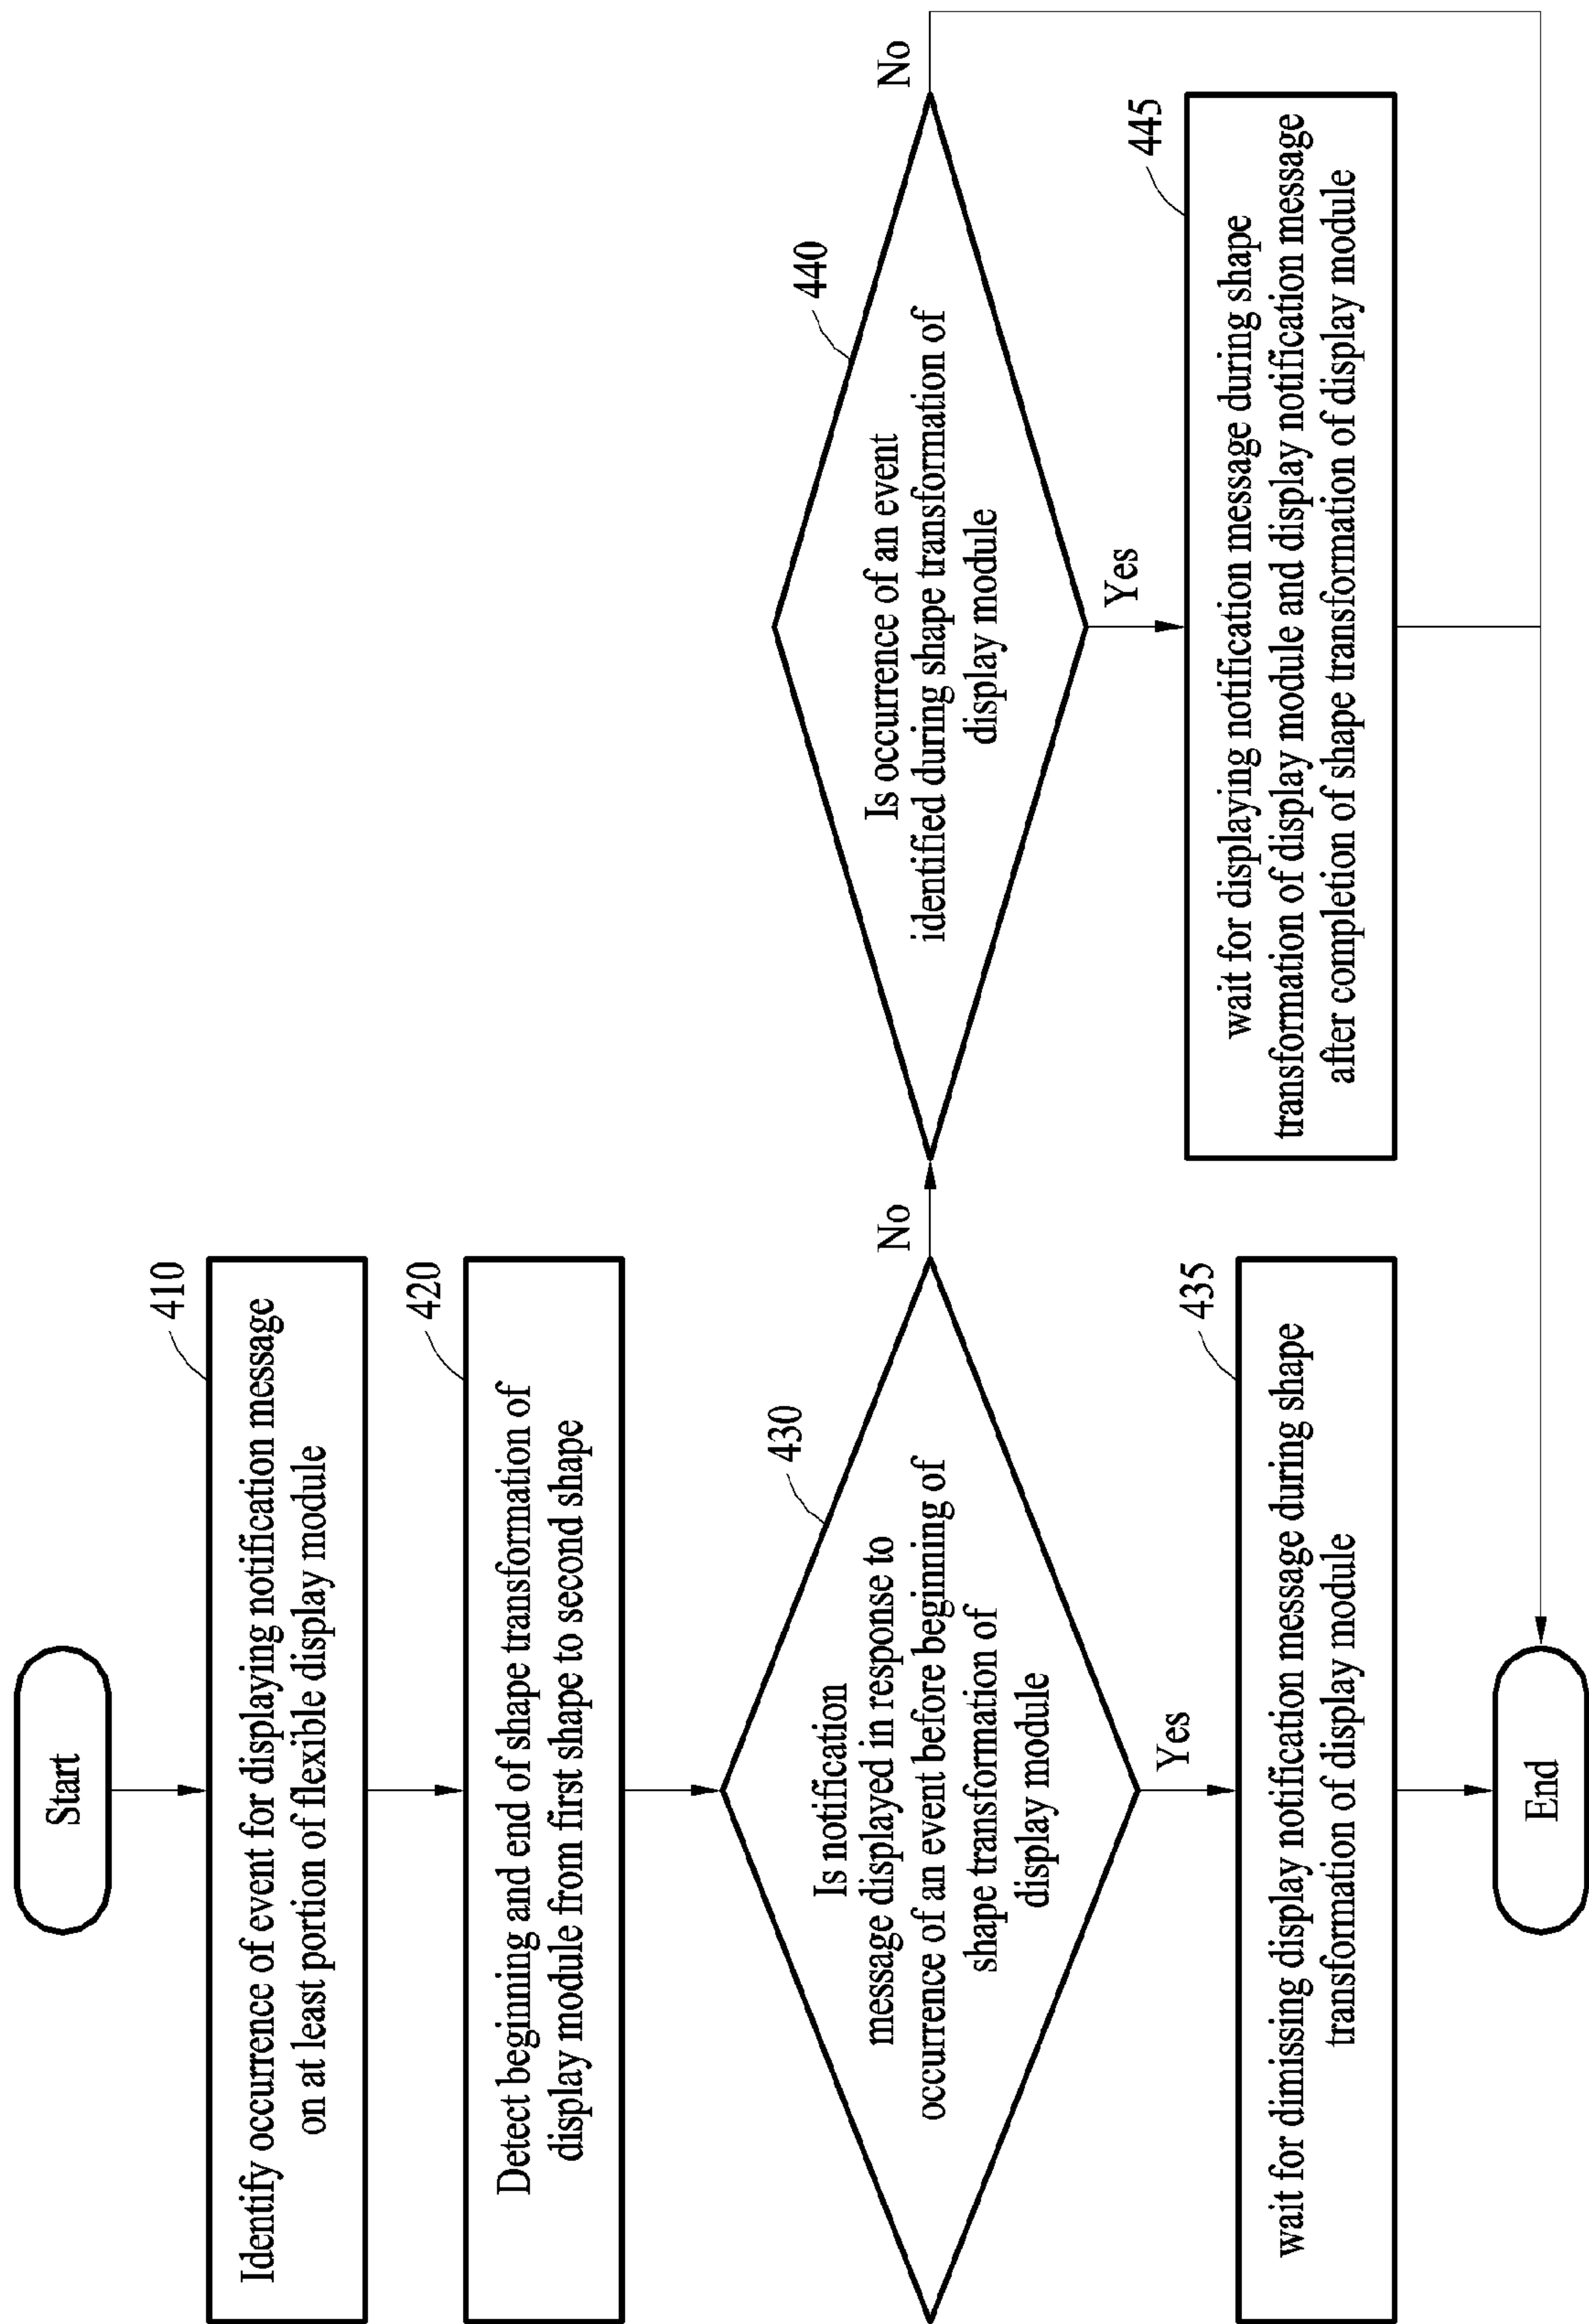 Start
410
Identify occurrence of event for displaying notification message
on at least portion of flexible display module
420
Detect beginning and end of shape transformation of
display module from first shape to second shape
430
Is notification
message displayed in response to
occurrence of an event before beginning of
shape transformation of
display module
No
Yes
440
Is occurrence of an event
identified during shape transformation of
display module
No
Yes
435
wait for dimissing display notification message during shape
transformation of display module
445
wait for displaying notification message during shape
transformation of display module and display notification message
after completion of shape transformation of display module
End